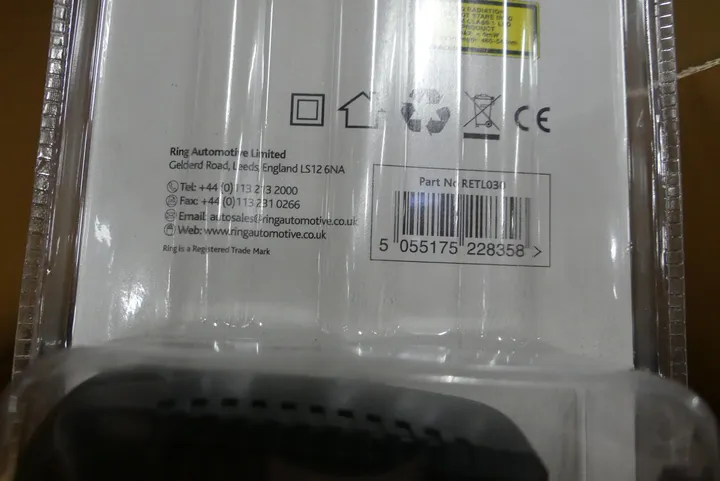 PRODUCT
CE
Ring Automotive Limited
Gelderd Road, Leeds, England LS12 6NA
Tel: +44 (0)113 213 2000
Fax: +44 (0)113 231 0266
Email: autosales@ringautomotive.co.uk
Web: www.ringautomotive.co.uk
Ring is a Registered Trade Mark
Part No RETL030
5 055175 228358 >